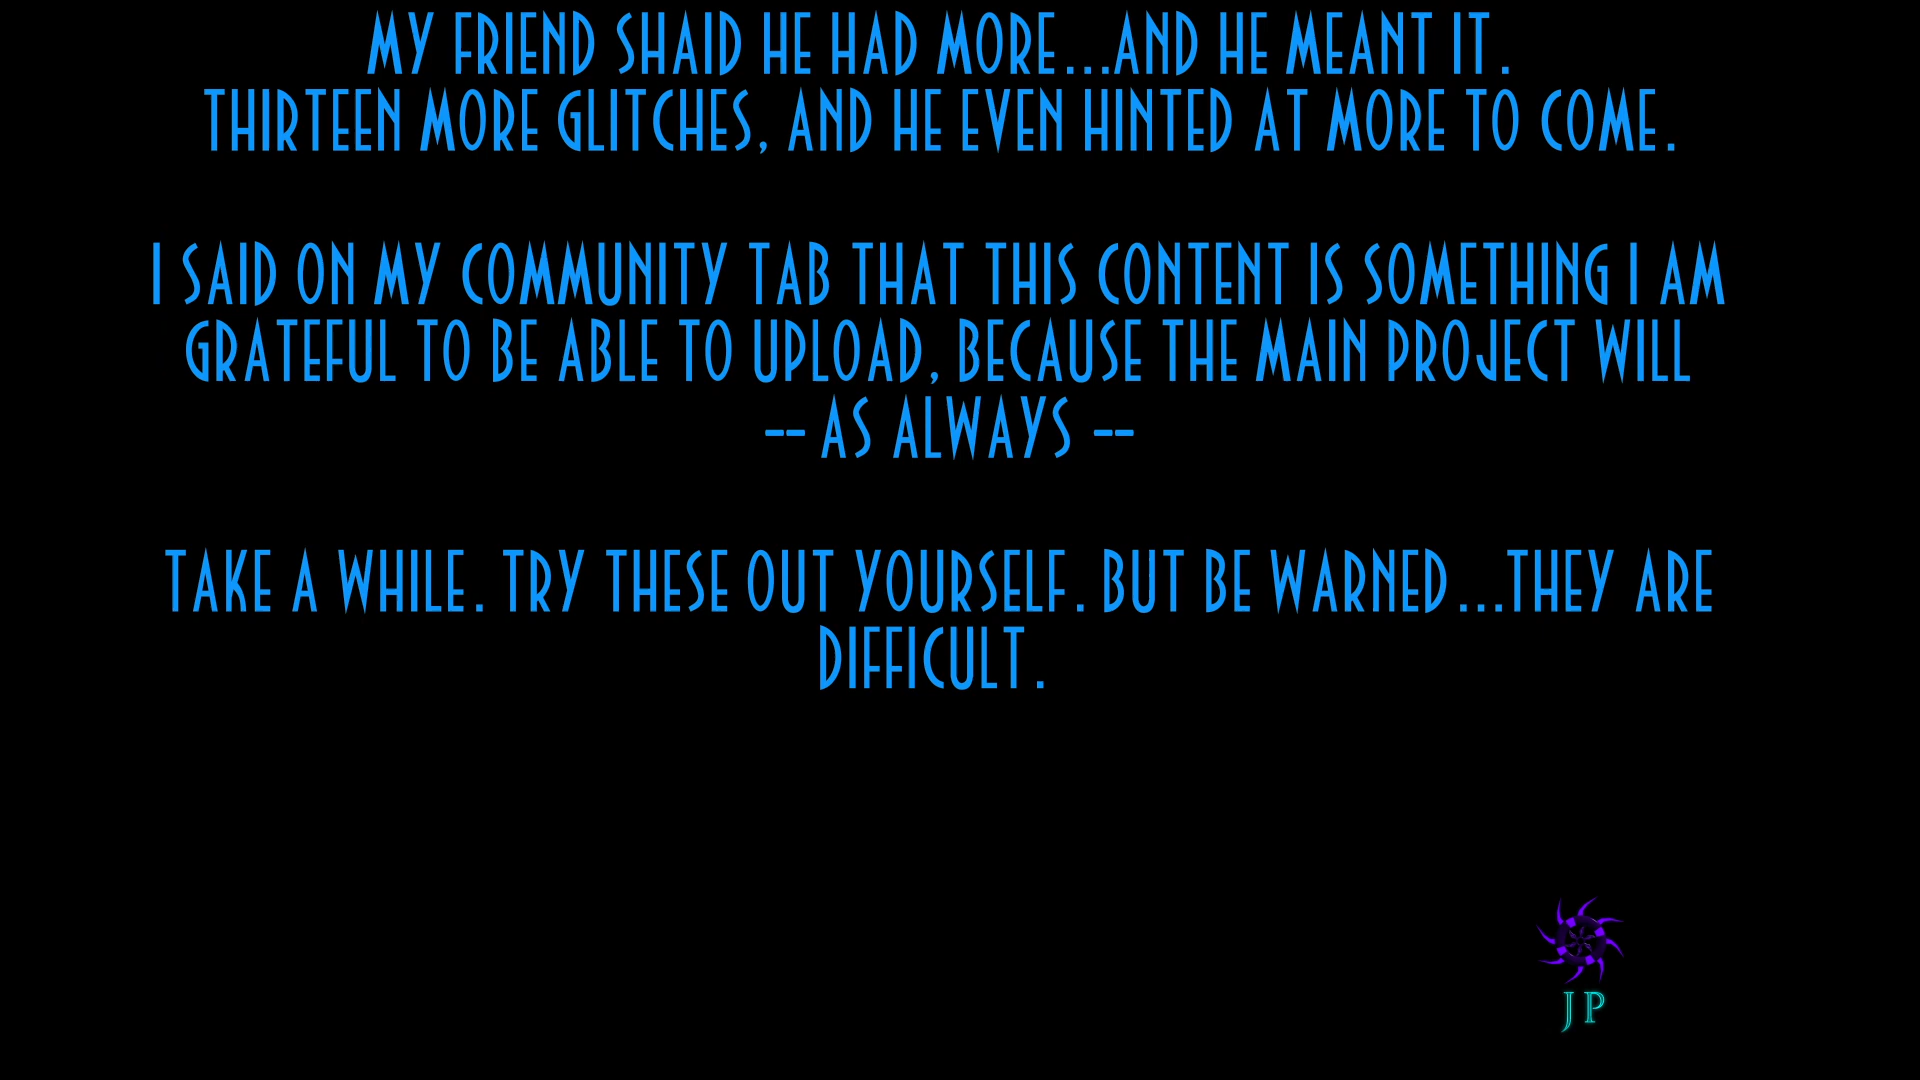 MY FRIEND SHAID HE HAD MORE...AND HE MEANT IT.
THIRTEEN MORE GLITCHES, AND HE EVEN HINTED AT MORE TO COME.
I SAID ON MY COMMUNITY TAB THAT THIS CONTENT IS SOMETHING I AM
GRATEFUL TO BE ABLE TO UPLOAD, BECAUSE THE MAIN PROJECT WILL
-- AS ALWAYS --
TAKE A WHILE. TRY THESE OUT YOURSELF. BUT BE WARNED...THEY ARE
DIFFICULT.
JP